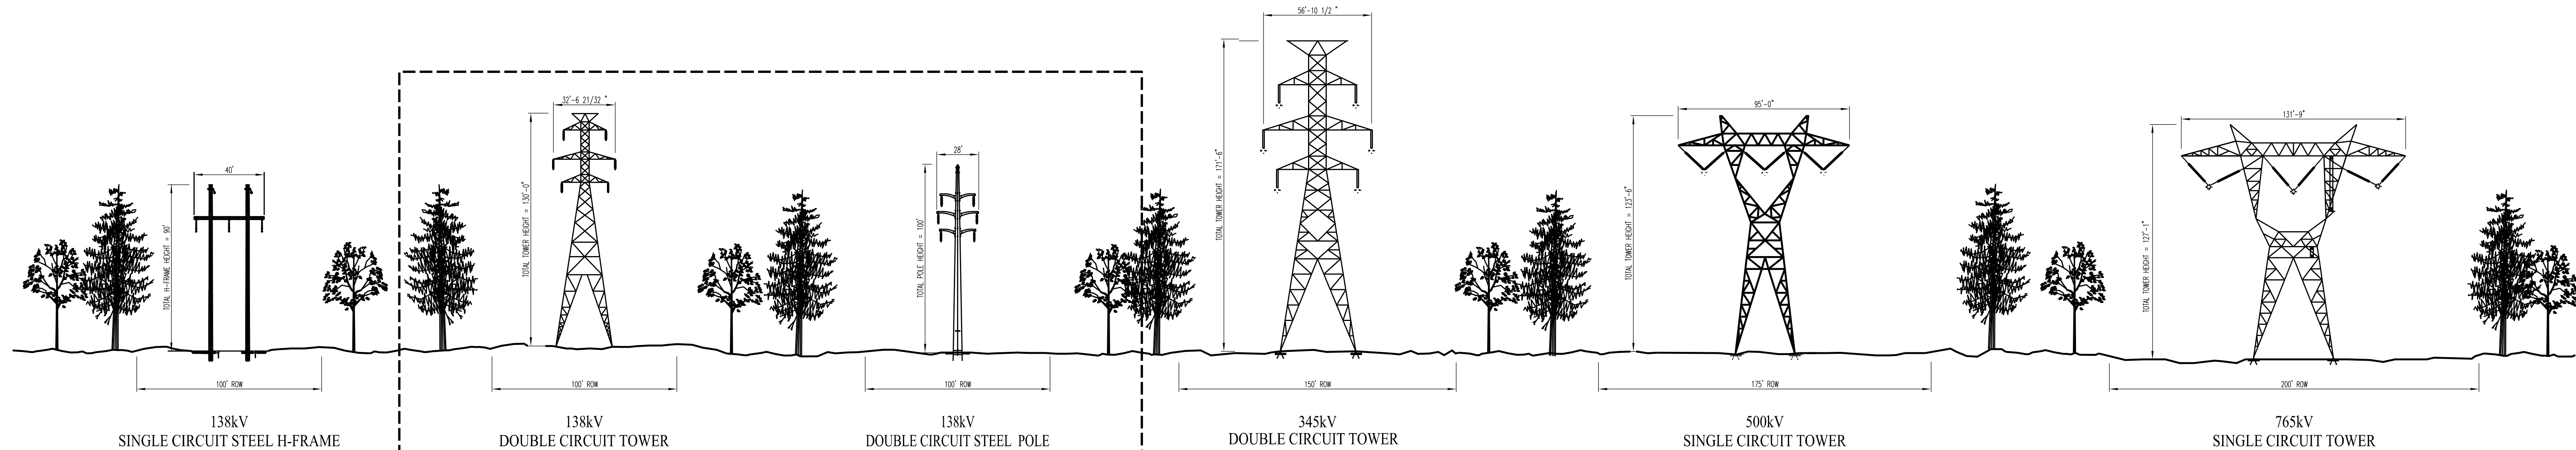 40'
TOTAL H-FRAME HEIGHT = 90'
100' ROW
138kV
SINGLE CIRCUIT STEEL H-FRAME
32'-6 21/32 "
TOTAL TOWER HEIGHT = 130'-0"
100' ROW
138kV
DOUBLE CIRCUIT TOWER
28'
TOTAL POLE HEIGHT = 100'
100' ROW
138kV
DOUBLE CIRCUIT STEEL POLE
56'-10 1/2 "
TOTAL TOWER HEIGHT = 171'-6"
150' ROW
345kV
DOUBLE CIRCUIT TOWER
95'-0"
TOTAL TOWER HEIGHT = 123'-6"
175' ROW
500kV
SINGLE CIRCUIT TOWER
131'-9"
TOTAL TOWER HEIGHT = 127'-1"
200' ROW
765kV
SINGLE CIRCUIT TOWER